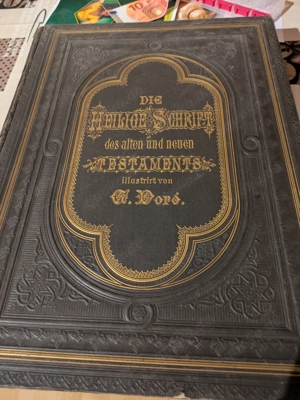 DIE
HEILIGE SCHRIFT
des alten und neuen
TESTAMENTS
illustrirt von
G. Doré.